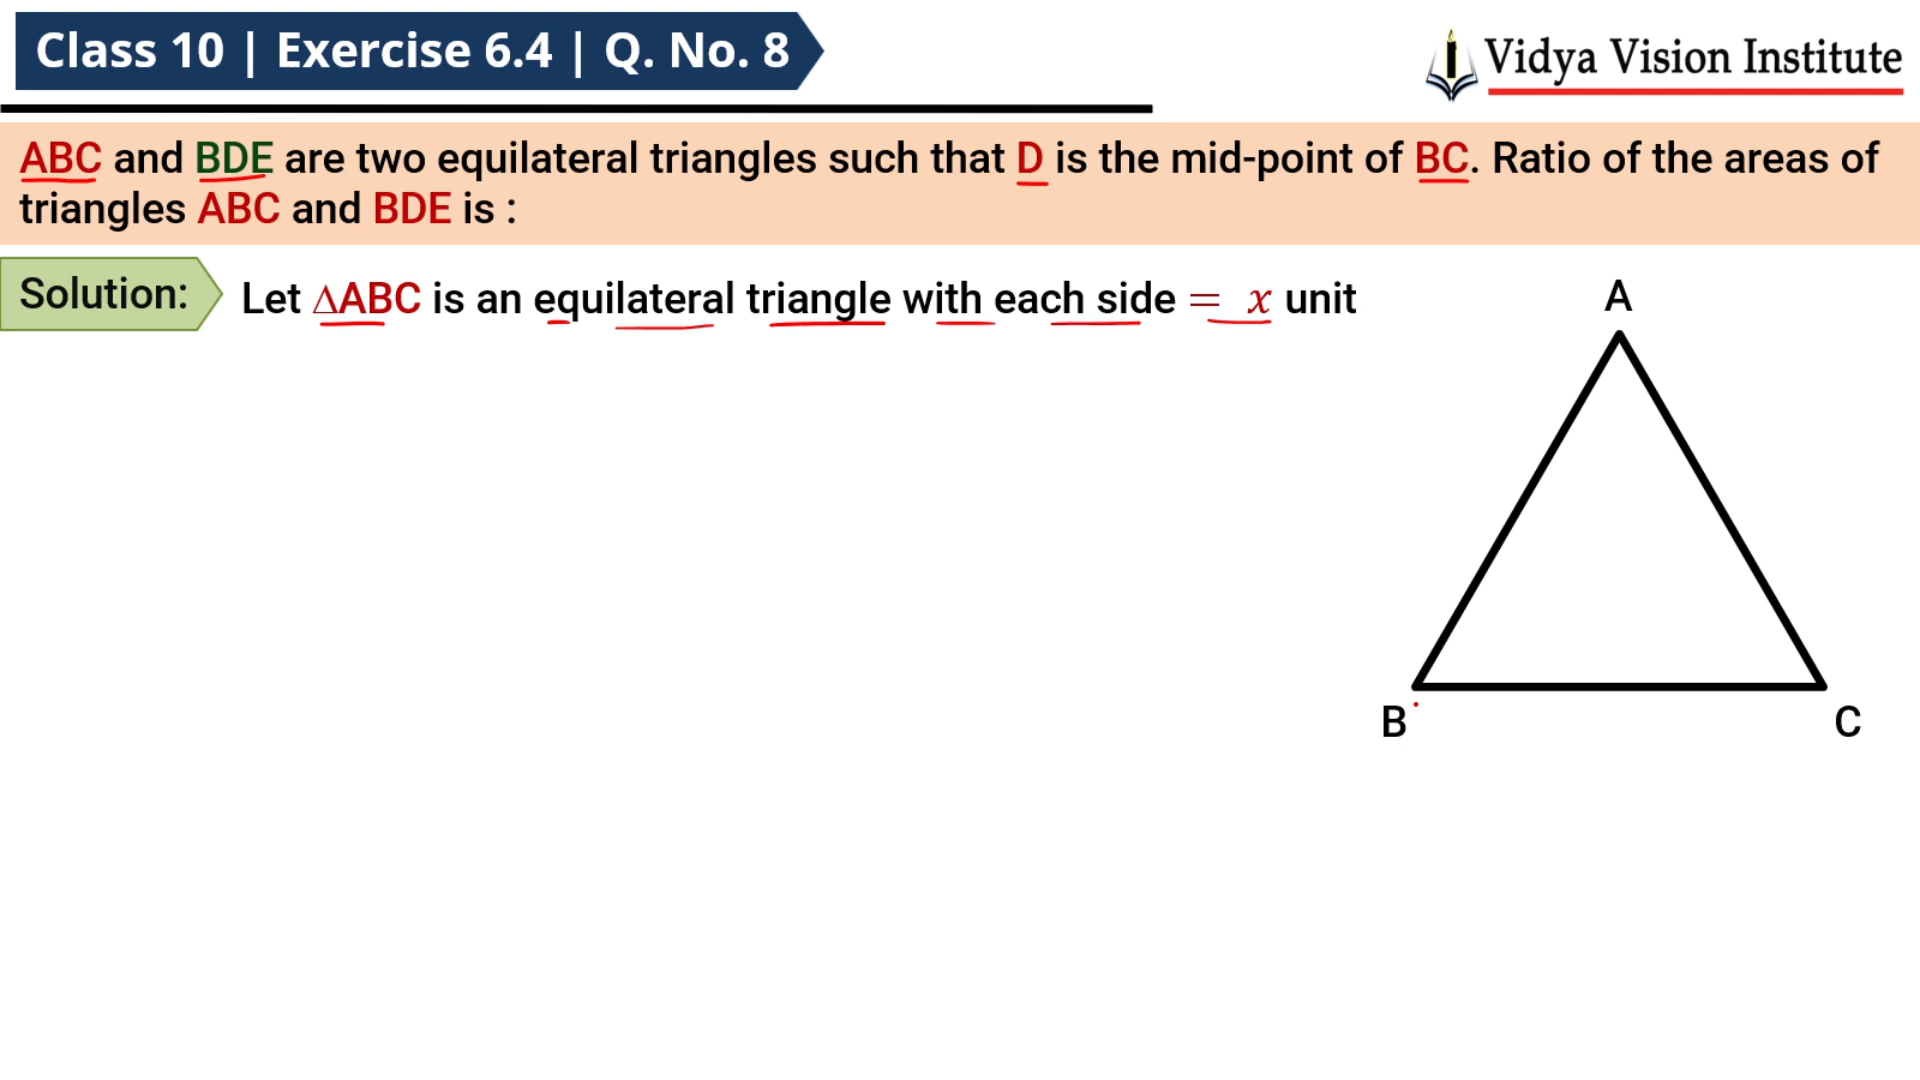 Class 10 | Exercise 6.4 | Q. No. 8
Vidya Vision Institute
ABC and BDE are two equilateral triangles such that D is the mid-point of BC. Ratio of the areas of
triangles ABC and BDE is :
Solution: Let ∆ABC is an equilateral triangle with each side = x unit
A
B
C